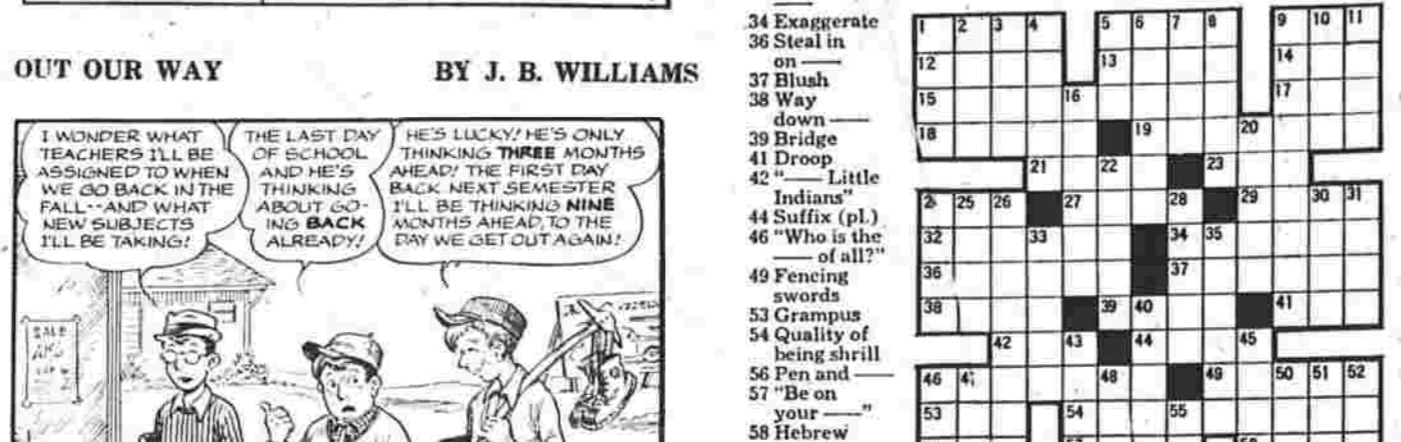 OUT OUR WAY
BY J. B. WILLIAMS
I WONDER WHAT
TEACHERS I'LL BE
ASSIGNED TO WHEN
WE GO BACK IN THE
FALL--AND WHAT
NEW SUBJECTS
I'LL BE TAKING!
THE LAST DAY
OF SCHOOL
AND HE'S
THINKING
ABOUT GO-
ING BACK
ALREADY!
HE'S LUCKY! HE'S ONLY
THINKING THREE MONTHS
AHEAD! THE FIRST DAY
BACK NEXT SEMESTER
I'LL BE THINKING NINE
MONTHS AHEAD, TO THE
DAY WE GET OUT AGAIN!
SALE
34 Exaggerate
36 Steal in
on ——
37 Blush
38 Way
down ——
39 Bridge
41 Droop
42 "—— Little
Indians"
44 Suffix (pl.)
46 "Who is the
—— of all?"
49 Fencing
swords
53 Grampus
54 Quality of
being shrill
56 Pen and ——
57 "Be on
your ——"
58 Hebrew
1 2 3 4 5 6 7 8 9 10 11
12 13 14
15 16 17
18 19 20
21 22 23
25 26 27 28 29 30 31
32 33 34 35
36 37
38 39 40 41
42 43 44 45
46 48 49 50 51 52
53 54 55